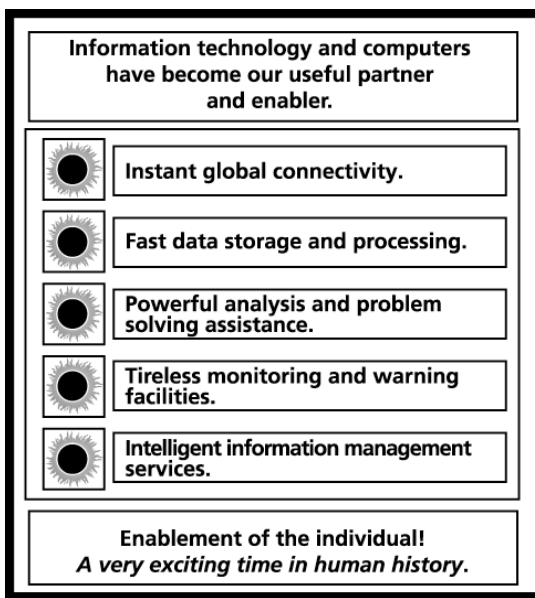 Information technology and computers
have become our useful partner
and enabler.
Instant global connectivity.
Fast data storage and processing.
Powerful analysis and problem
solving assistance.
Tireless monitoring and warning
facilities.
Intelligent information management
services.
Enablement of the individual!
A very exciting time in human history.